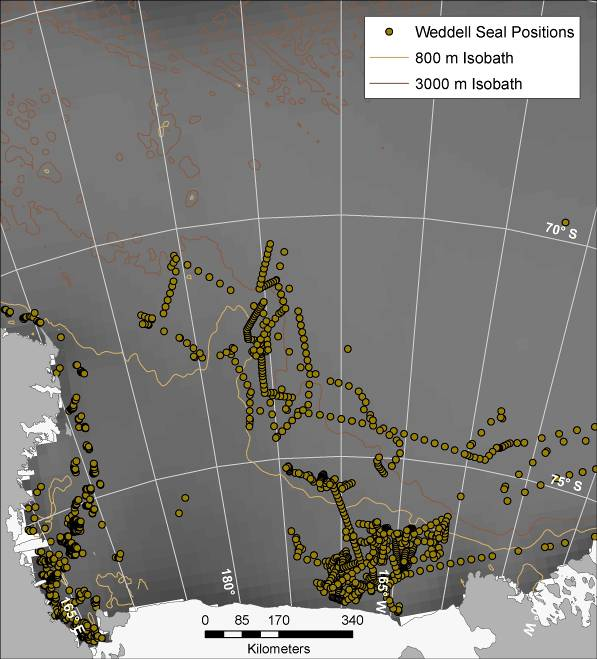 Weddell Seal Positions
800 m Isobath
3000 m Isobath
70° S
75° S
180°
165° W
165° E
W
0 85 170 340
Kilometers